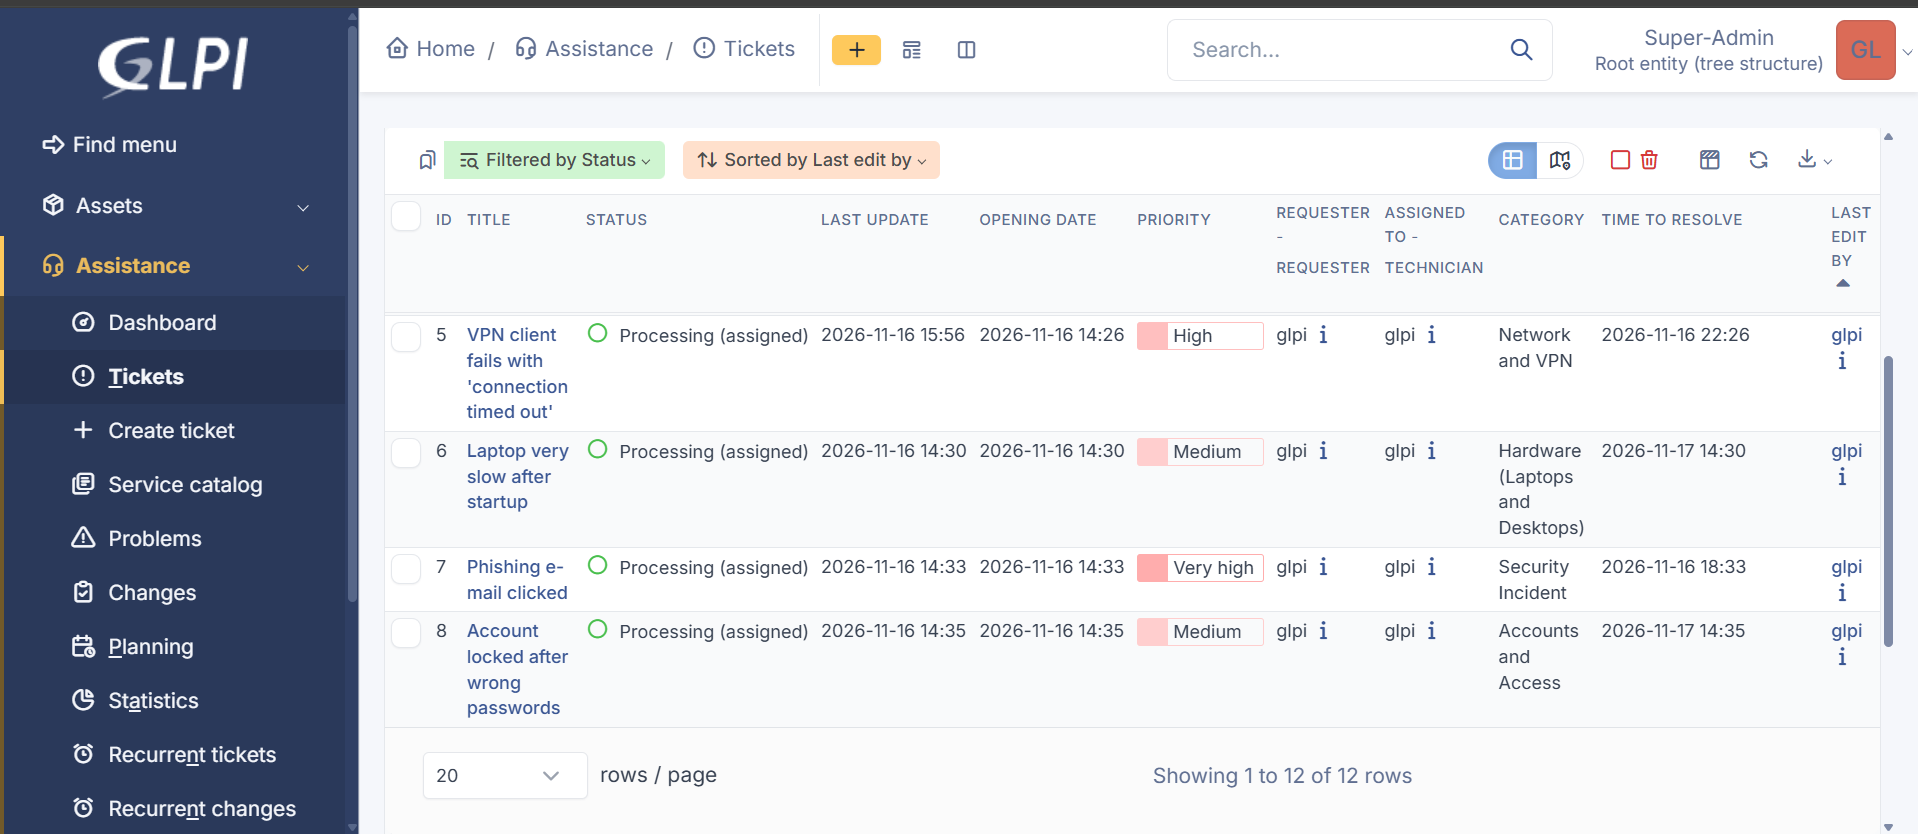 GLPI
Find menu
Assets
Assistance
Dashboard
Tickets
Create ticket
Service catalog
Problems
Changes
Planning
Statistics
Recurrent tickets
Recurrent changes
Home / Assistance / Tickets
Search...
Super-Admin
Root entity (tree structure)
GL
Filtered by Status
Sorted by Last edit by
ID TITLE STATUS LAST UPDATE OPENING DATE PRIORITY REQUESTER - REQUESTER ASSIGNED TO - TECHNICIAN CATEGORY TIME TO RESOLVE LAST EDIT BY
5 VPN client fails with 'connection timed out' Processing (assigned) 2026-11-16 15:56 2026-11-16 14:26 High glpi glpi Network and VPN 2026-11-16 22:26 glpi
6 Laptop very slow after startup Processing (assigned) 2026-11-16 14:30 2026-11-16 14:30 Medium glpi glpi Hardware (Laptops and Desktops) 2026-11-17 14:30 glpi
7 Phishing e-mail clicked Processing (assigned) 2026-11-16 14:33 2026-11-16 14:33 Very high glpi glpi Security Incident 2026-11-16 18:33 glpi
8 Account locked after wrong passwords Processing (assigned) 2026-11-16 14:35 2026-11-16 14:35 Medium glpi glpi Accounts and Access 2026-11-17 14:35 glpi
20 rows / page
Showing 1 to 12 of 12 rows